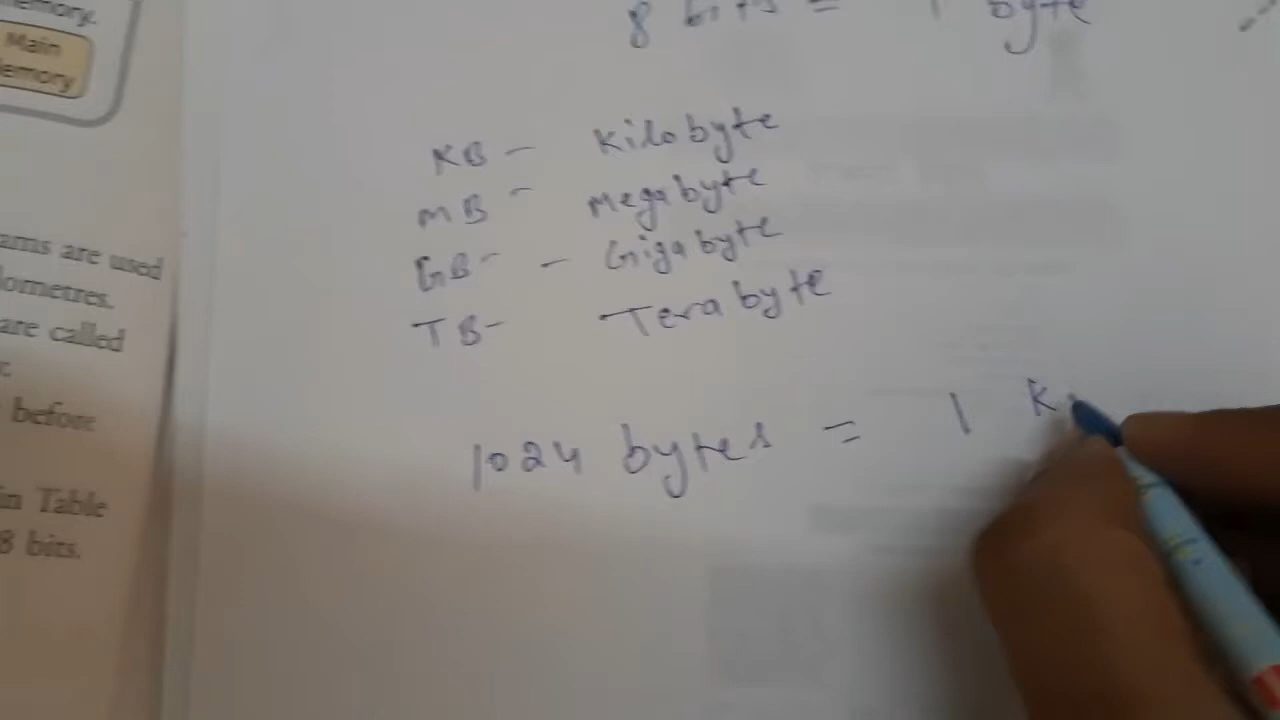 emory.
Main
emory
8 bits = 1 byte
KB - Kilobyte
MB - Megabyte
GB - - Gigabyte
TB - Terabyte
1024 bytes = 1 K
ams are used
lometres.
are called
before
in Table
8 bits.